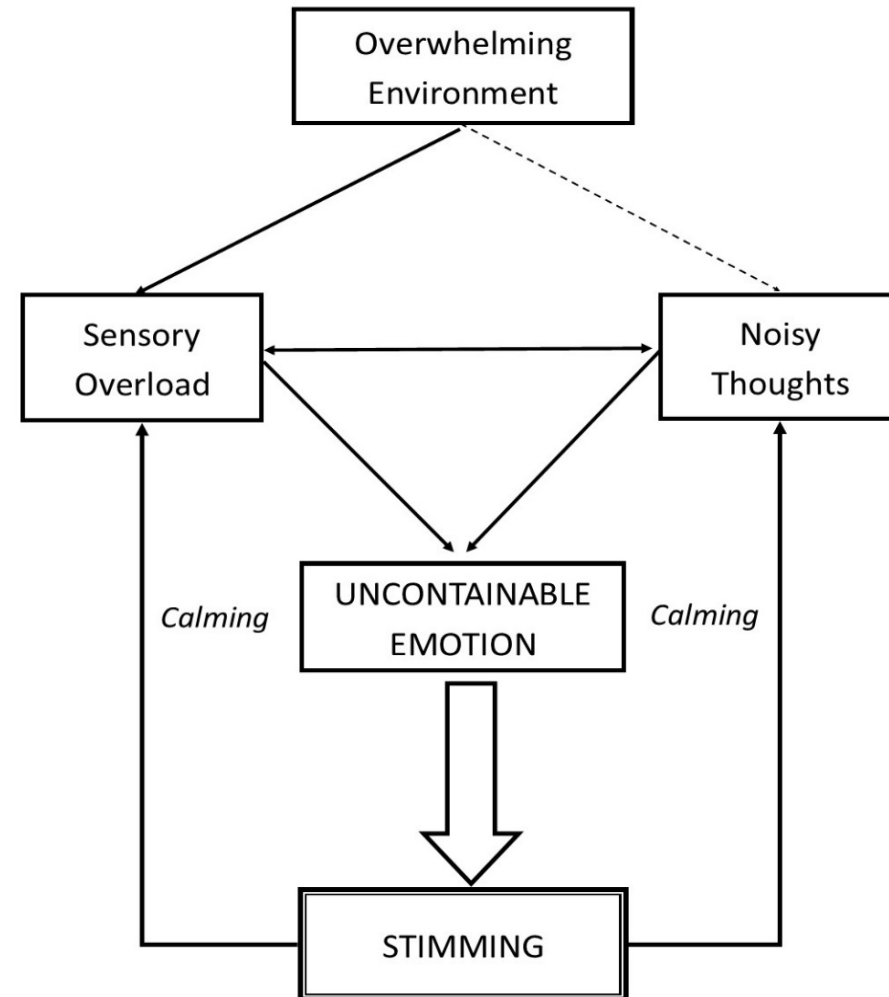 Overwhelming
Environment
Sensory
Overload
Noisy
Thoughts
UNCONTAINABLE
EMOTION
Calming
Calming
STIMMING